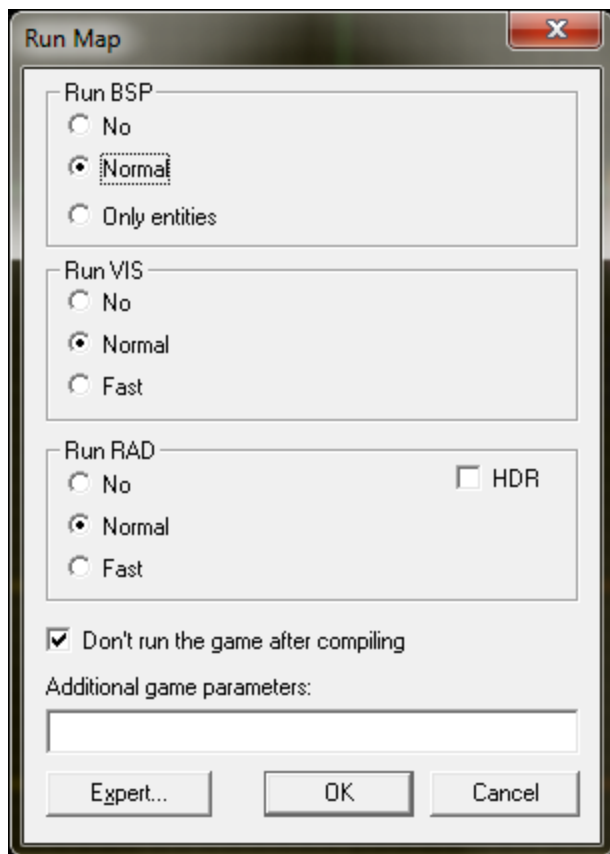 Run Map
Run BSP
No
Normal
Only entities
Run VIS
No
Normal
Fast
Run RAD
No
HDR
Normal
Fast
Don't run the game after compiling
Additional game parameters:
Expert...
OK
Cancel